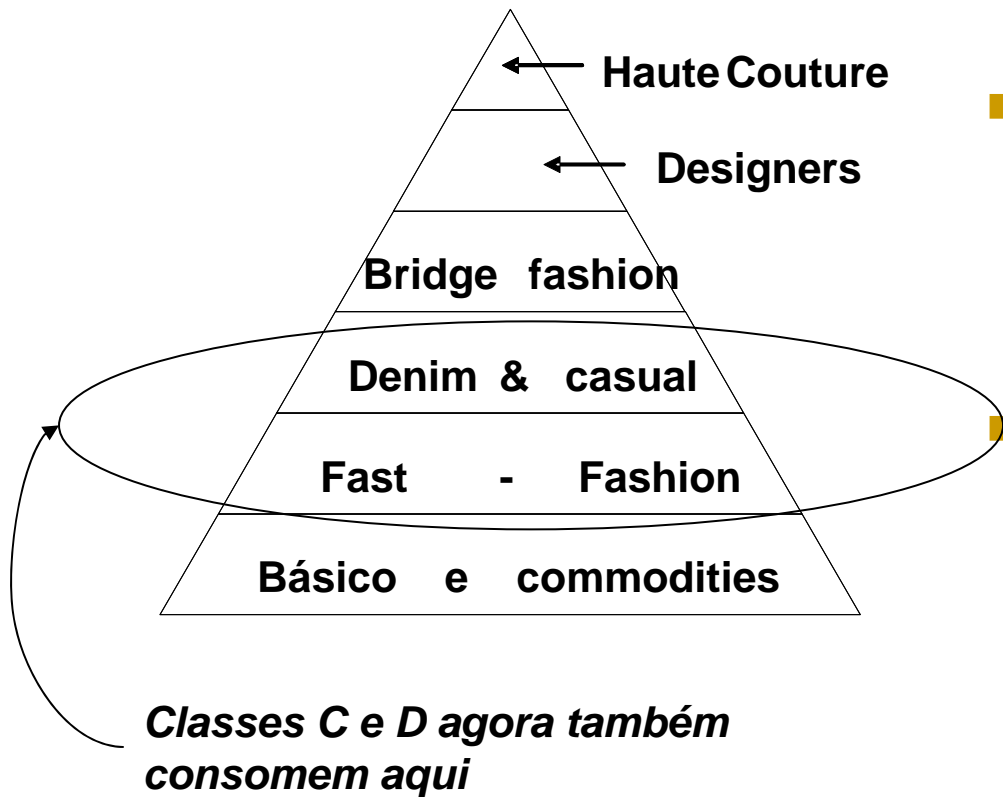 Haute Couture
Designers
Bridge fashion
Denim & casual
Fast - Fashion
Básico e commodities
Classes C e D agora também
consomem aqui